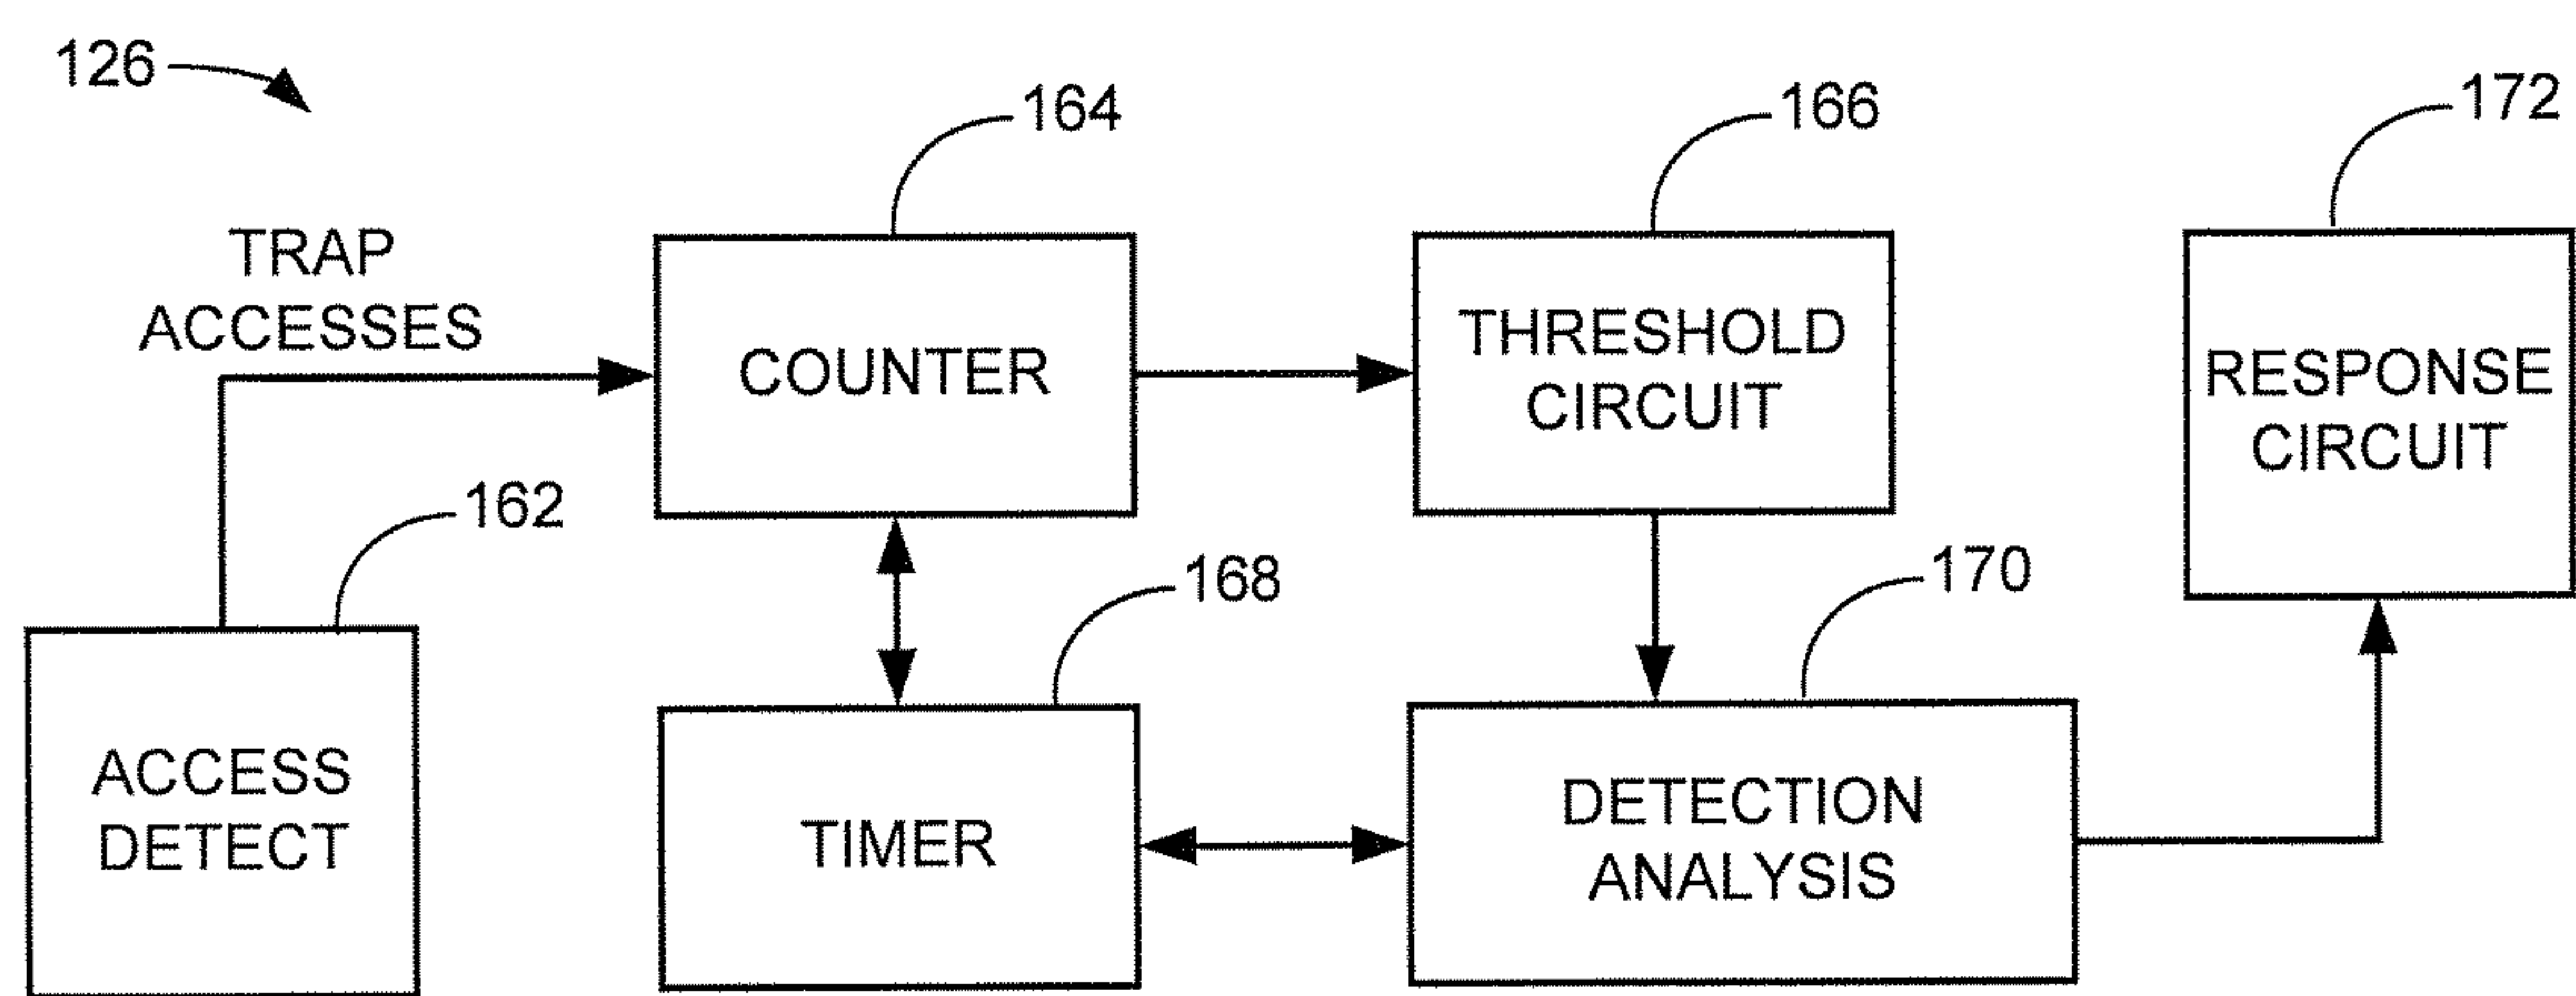 126
164
166
172
TRAP
ACCESSES
COUNTER
THRESHOLD
CIRCUIT
RESPONSE
CIRCUIT
162
168
170
ACCESS
DETECT
TIMER
DETECTION
ANALYSIS